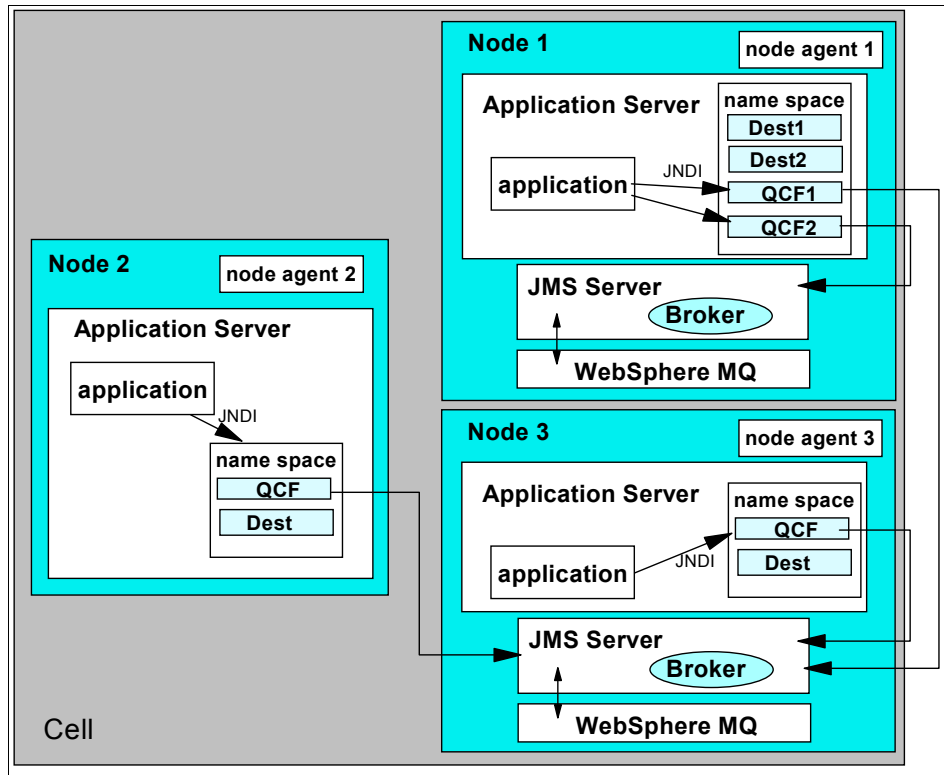 Node 1
node agent 1
Application Server
name space
Dest1
Dest2
JNDI
application
QCF1
QCF2
JMS Server
Broker
WebSphere MQ
Node 2
node agent 2
Application Server
application
JNDI
name space
QCF
Dest
Node 3
node agent 3
Application Server
name space
QCF
JNDI
Dest
application
JMS Server
Broker
WebSphere MQ
Cell